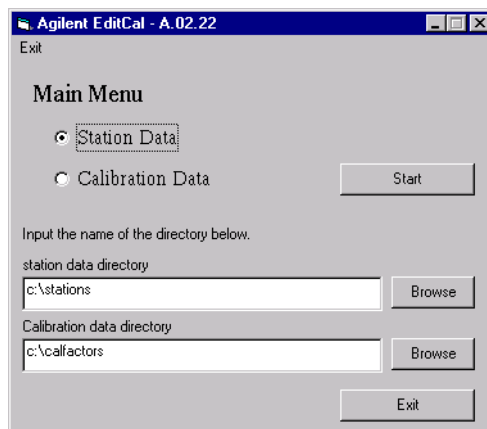 Agilent EditCal - A.02.22
Exit
Main Menu
Station Data
Calibration Data
Start
Input the name of the directory below.
station data directory
c:\stations
Browse
Calibration data directory
c:\calfactors
Browse
Exit